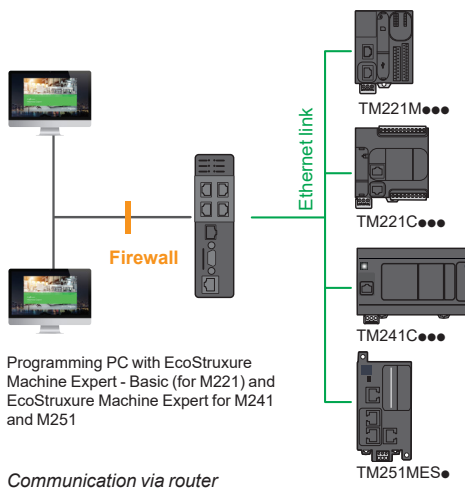 TM221M●●●
Ethernet link
TM221C●●●
Firewall
TM241C●●●
Programming PC with EcoStruxure
Machine Expert - Basic (for M221) and
EcoStruxure Machine Expert for M241
and M251
TM251MES●
Communication via router